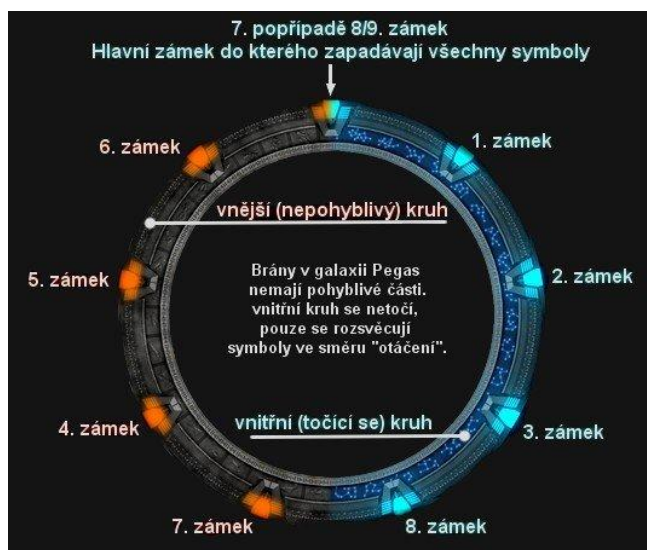 7. popřípadě 8/9. zámek
Hlavní zámek do kterého zapadávají všechny symboly
6. zámek
1. zámek
vnější (nepohyblivý) kruh
5. zámek
2. zámek
Brány v galaxii Pegas
nemají pohyblivé části.
vnitřní kruh se netočí,
pouze se rozsvěcují
symboly ve směru "otáčení".
4. zámek
vnitřní (točící se) kruh
3. zámek
7. zámek
8. zámek